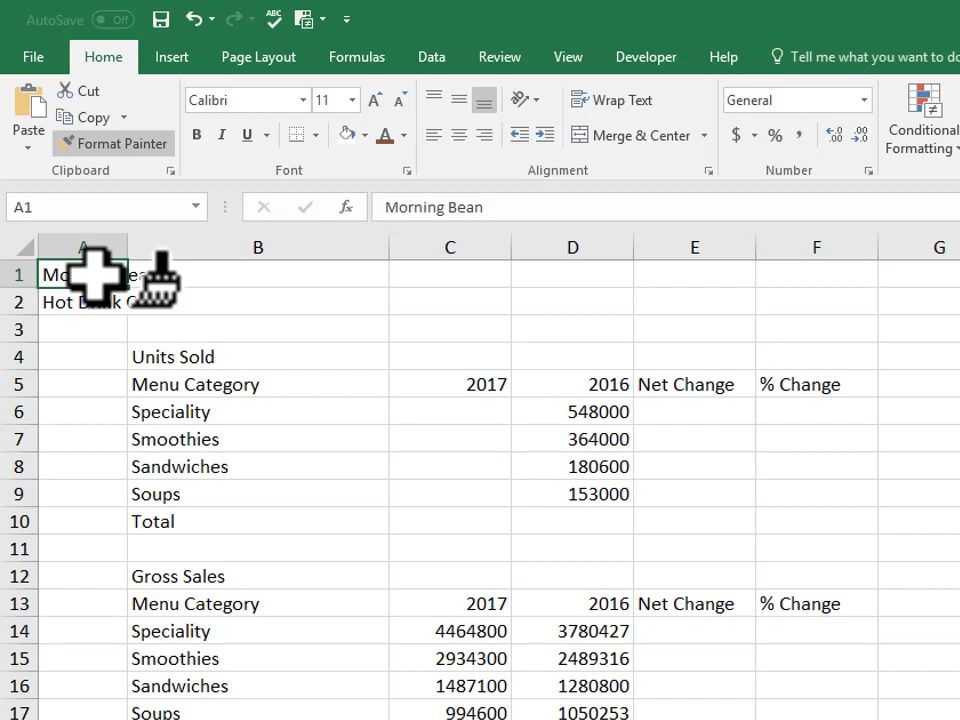 AutoSave Off ABC
File Home Insert Page Layout Formulas Data Review View Developer Help Tell me what you want to do
Paste Cut Copy Format Painter
Clipboard
Calibri 11
B I U A
Font
Wrap Text
Merge & Center
Alignment
General
$ % ,
Number
Conditional
Formatting
A1 fx Morning Bean
A B C D E F G
1
2 Hot Drink
3
4 Units Sold
5 Menu Category 2017 2016 Net Change % Change
6 Speciality 548000
7 Smoothies 364000
8 Sandwiches 180600
9 Soups 153000
10 Total
11
12 Gross Sales
13 Menu Category 2017 2016 Net Change % Change
14 Speciality 4464800 3780427
15 Smoothies 2934300 2489316
16 Sandwiches 1487100 1280800
17 Soups 994600 1050253